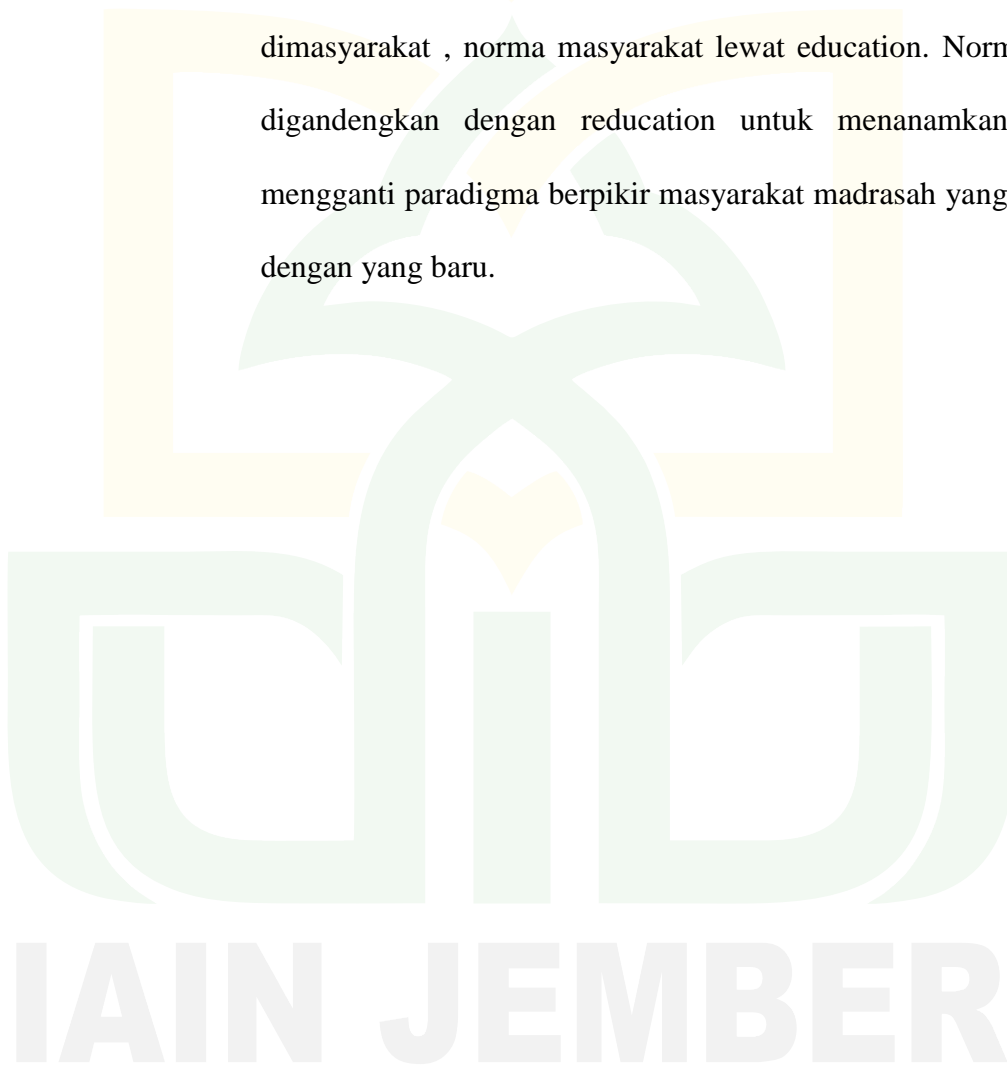 dimasyarakat , norma masyarakat lewat education. Norm
digandengkan dengan reducation untuk menanamkan
mengganti paradigma berpikir masyarakat madrasah yang
dengan yang baru.
IAIN JEMBER